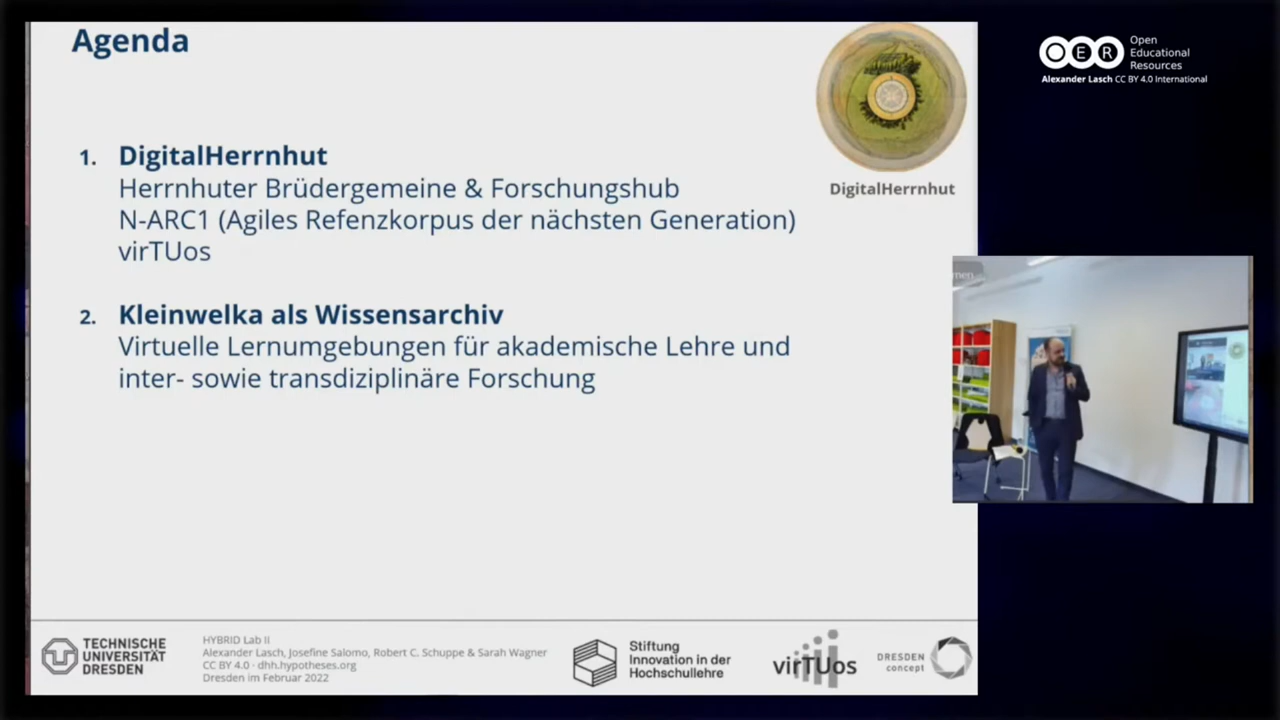 Agenda
DigitalHerrnhut
1. DigitalHerrnhut
Herrnhuter Brüdergemeine & Forschungshub
N-ARC1 (Agiles Refenzkorpus der nächsten Generation)
virTUos
2. Kleinwelka als Wissensarchiv
Virtuelle Lernumgebungen für akademische Lehre und
inter- sowie transdiziplinäre Forschung
TECHNISCHE
UNIVERSITÄT
DRESDEN
HYBRID Lab II
Alexander Lasch, Josefine Salomo, Robert C. Schuppe & Sarah Wagner
CC BY 4.0 · dhh.hypotheses.org
Dresden im Februar 2022
Stiftung
Innovation in der
Hochschullehre
virTUos
DRESDEN
concept
OER
Open
Educational
Resources
Alexander Lasch CC BY 4.0 International
men